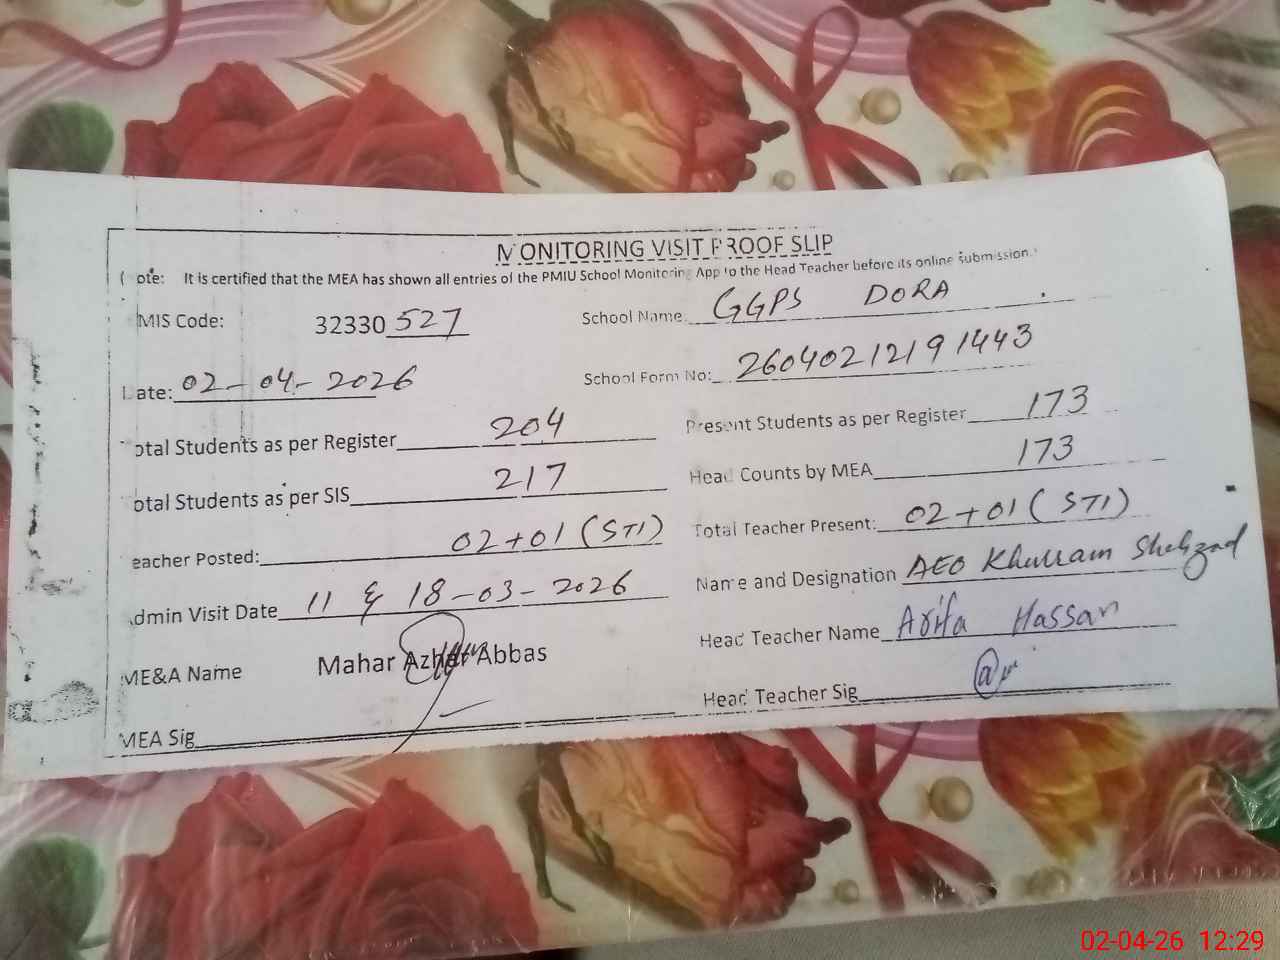 MONITORING VISIT PROOF SLIP
ote: It is certified that the MEA has shown all entries of the PMIU School Monitoring App to the Head Teacher before its online submission.
MIS Code: 32330 527 School Name: GGPS DORA
Date: 02-04-2026 School Form No: 26040212191443
otal Students as per Register 204 Present Students as per Register 173
otal Students as per SIS 217 Head Counts by MEA 173
eacher Posted: 02+01 (STI) Total Teacher Present: 02+01 (STI)
dmin Visit Date 11 & 18-03-2026 Name and Designation AEO Khurram Shehzad
ME&A Name Mahar Azhar Abbas Head Teacher Name Arifa Hassan
MEA Sig Head Teacher Sig
02-04-26 12:29